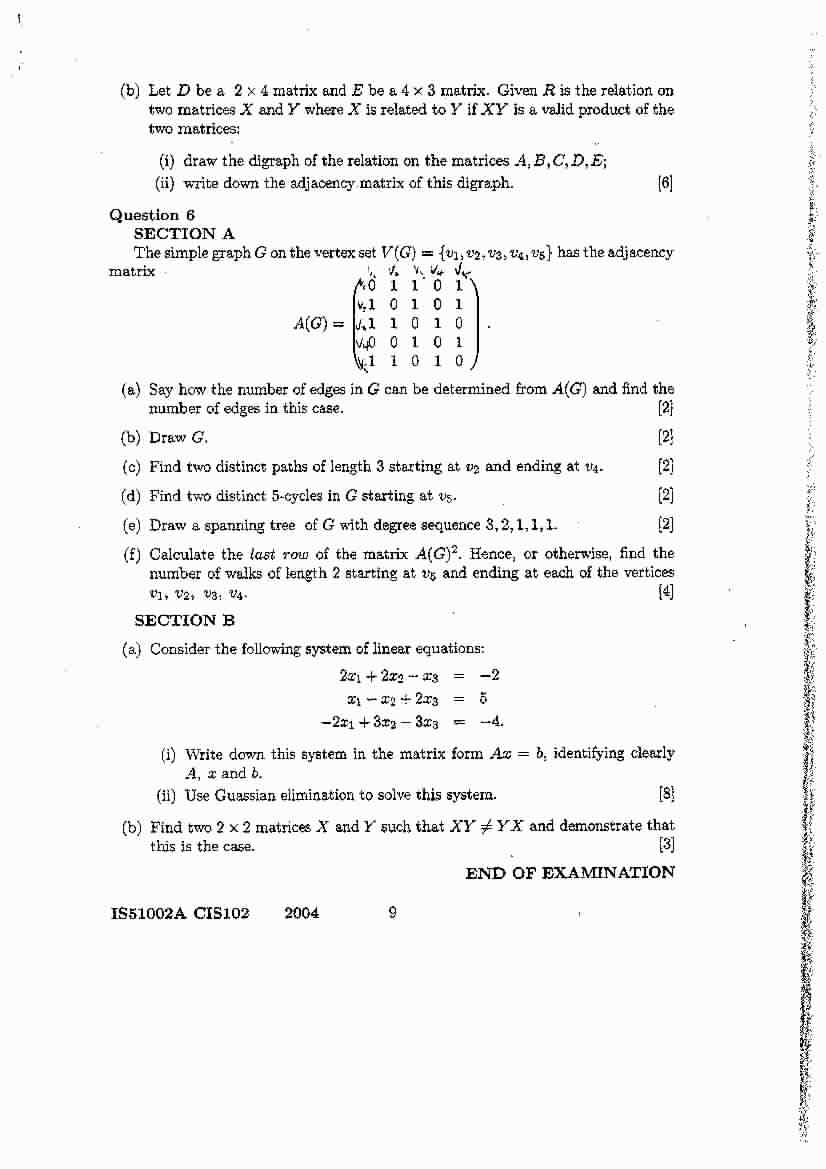 (b) Let D be a 2 × 4 matrix and E be a 4 × 3 matrix. Given R is the relation on
two matrices X and Y where X is related to Y if XY is a valid product of the
two matrices:
(i) draw the digraph of the relation on the matrices A, B, C, D, E;
(ii) write down the adjacency matrix of this digraph. [6]
Question 6
SECTION A
The simple graph G on the vertex set V(G) = {v₁, v₂, v₃, v₄, v₅} has the adjacency
matrix
0 1 1 0 1
1 0 1 0 1
A(G) = 1 1 0 1 0 .
0 0 1 0 1
1 1 0 1 0
(a) Say how the number of edges in G can be determined from A(G) and find the
number of edges in this case. [2]
(b) Draw G. [2]
(c) Find two distinct paths of length 3 starting at v₂ and ending at v₄. [2]
(d) Find two distinct 5-cycles in G starting at v₅. [2]
(e) Draw a spanning tree of G with degree sequence 3, 2, 1, 1, 1. [2]
(f) Calculate the last row of the matrix A(G)². Hence, or otherwise, find the
number of walks of length 2 starting at v₅ and ending at each of the vertices
v₁, v₂, v₃, v₄. [4]
SECTION B
(a) Consider the following system of linear equations:
2x₁ + 2x₂ − x₃ = −2
x₁ − x₂ + 2x₃ = 5
−2x₁ + 3x₂ − 3x₃ = −4.
(i) Write down this system in the matrix form Ax = b, identifying clearly
A, x and b.
(ii) Use Guassian elimination to solve this system. [8]
(b) Find two 2 × 2 matrices X and Y such that XY ≠ YX and demonstrate that
this is the case. [3]
END OF EXAMINATION
IS51002A CIS102 2004 9